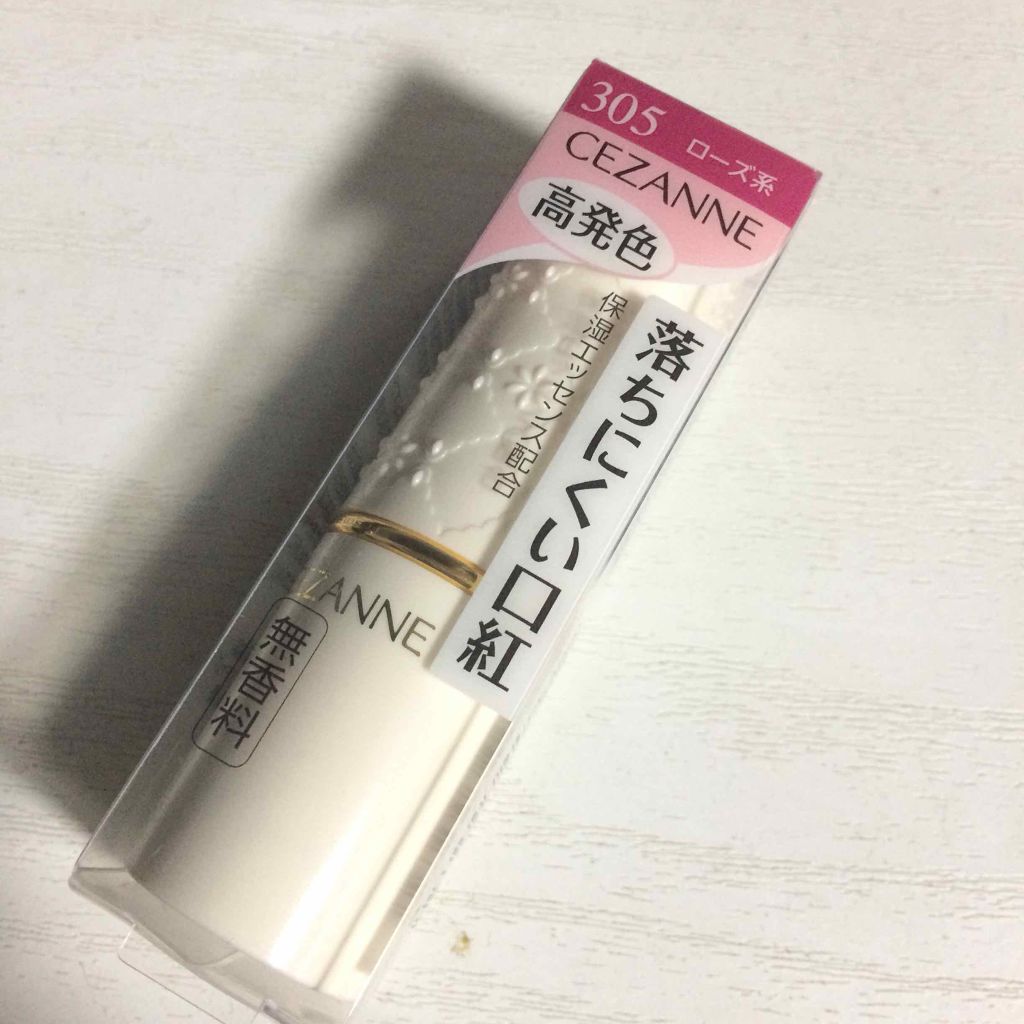 305 ローズ系
CEZANNE
高発色
保湿エッセンス配合
落ちにくい口紅
ZANNE
無香料